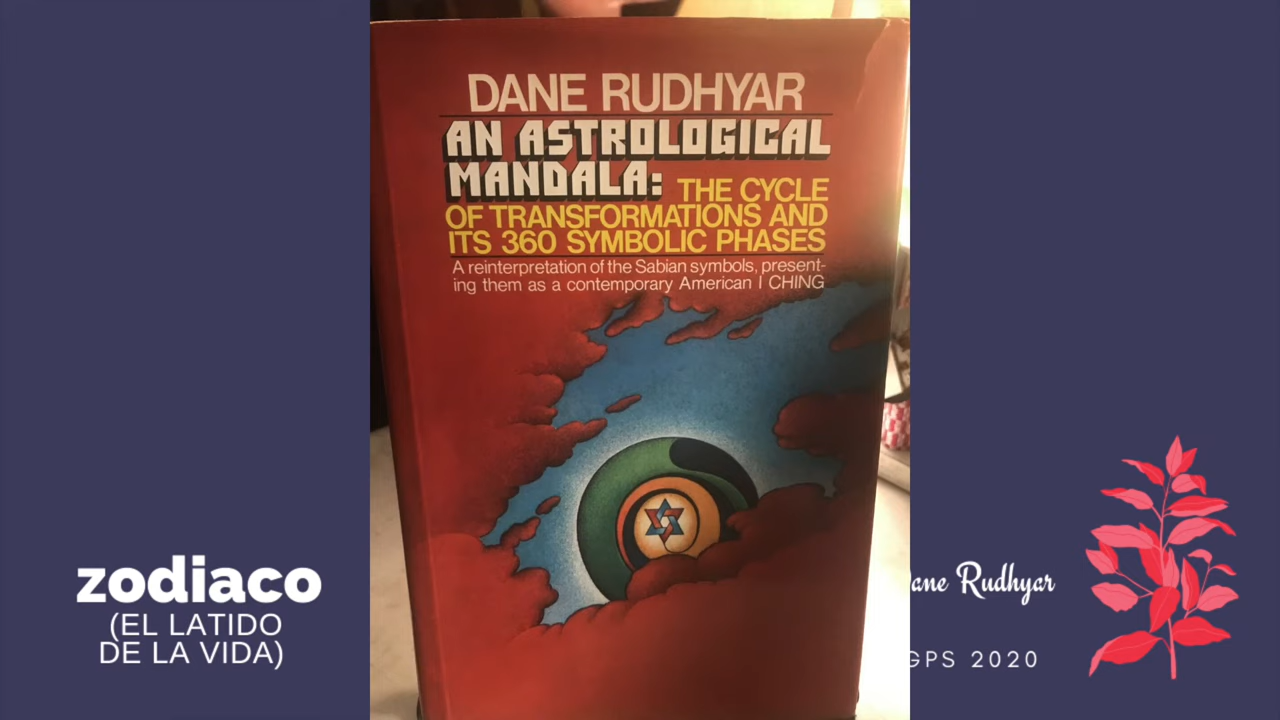 DANE RUDHYAR
AN ASTROLOGICAL
MANDALA: THE CYCLE
OF TRANSFORMATIONS AND
ITS 360 SYMBOLIC PHASES
A reinterpretation of the Sabian symbols, present-
ing them as a contemporary American I CHING
zodiaco
(EL LATIDO
DE LA VIDA)
ane Rudhyar
GPS 2020